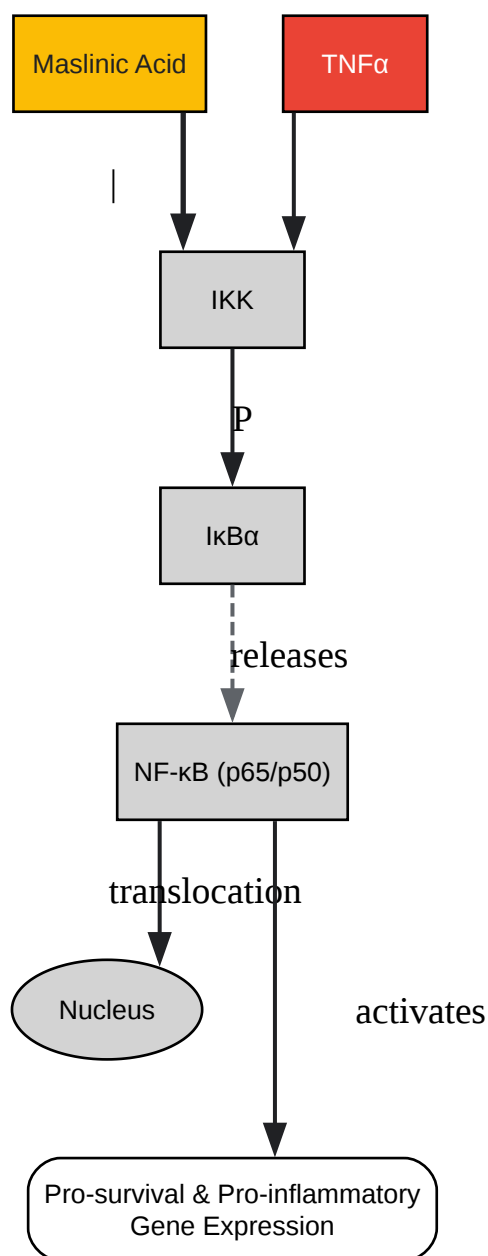 Maslinic Acid
TNFα
|
IKK
P
IκBα
releases
NF-κB (p65/p50)
translocation
Nucleus
activates
Pro-survival & Pro-inflammatory
Gene Expression